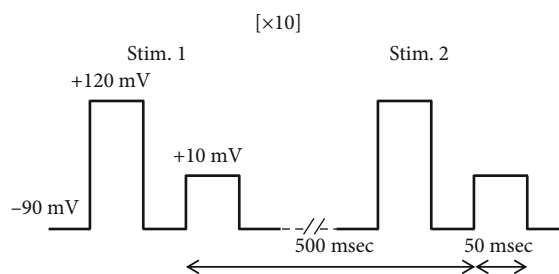 [×10]
Stim. 1
Stim. 2
+120 mV
+10 mV
–90 mV
500 msec
50 msec